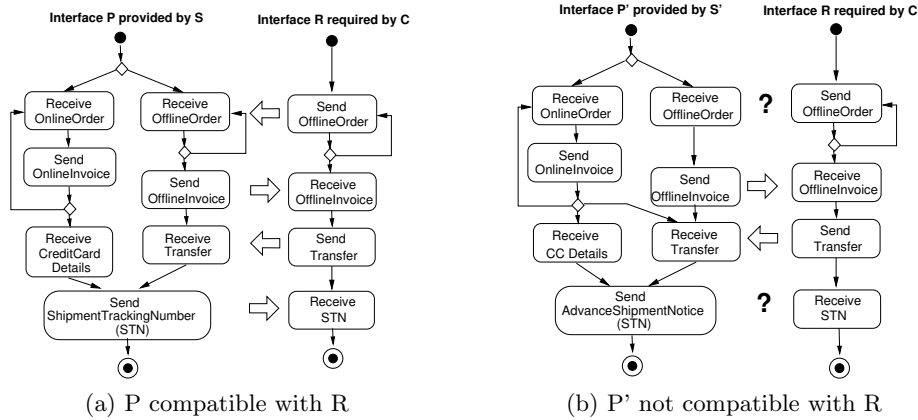 Interface P provided by S
Interface R required by C
Receive
OnlineOrder
Receive
OfflineOrder
Send
OfflineOrder
Send
OnlineInvoice
Send
OfflineInvoice
Receive
OfflineInvoice
Receive
CreditCard
Details
Receive
Transfer
Send
Transfer
Send
ShipmentTrackingNumber
(STN)
Receive
STN
(a) P compatible with R
Interface P' provided by S'
Interface R required by C
Receive
OnlineOrder
Receive
OfflineOrder
?
Send
OfflineOrder
Send
OnlineInvoice
Send
OfflineInvoice
Receive
OfflineInvoice
Receive
CC Details
Receive
Transfer
Send
Transfer
Send
AdvanceShipmentNotice
(STN)
?
Receive
STN
(b) P' not compatible with R